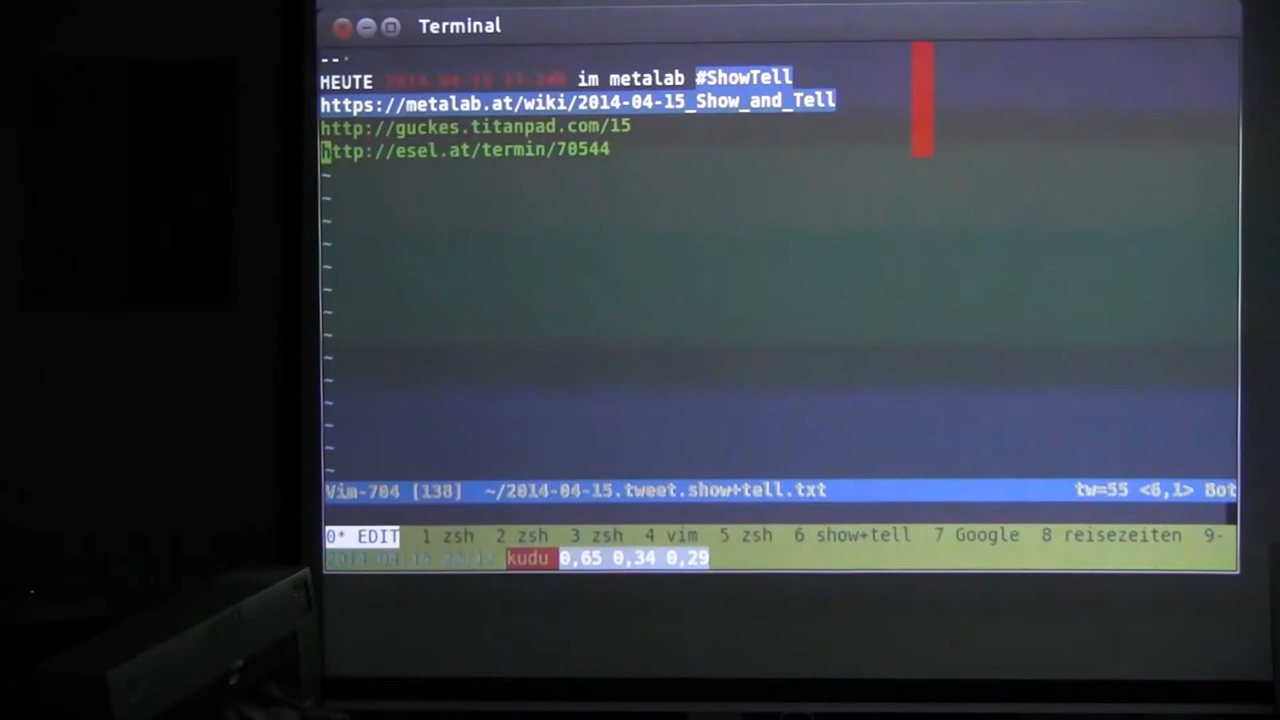 Terminal
--·
HEUTE im metalab #ShowTell
https://metalab.at/wiki/2014-04-15_Show_and_Tell
http://guckes.titanpad.com/15
http://esel.at/termin/70544
~
~
~
~
~
~
~
~
~
~
~
~
~
~
Vim-704 [138] ~/2014-04-15.tweet.show+tell.txt tw=55 <6,1> Bot
0* EDIT 1 zsh 2 zsh 3 zsh 4 vim 5 zsh 6 show+tell 7 Google 8 reisezeiten 9-
kudu 0,65 0,34 0,29